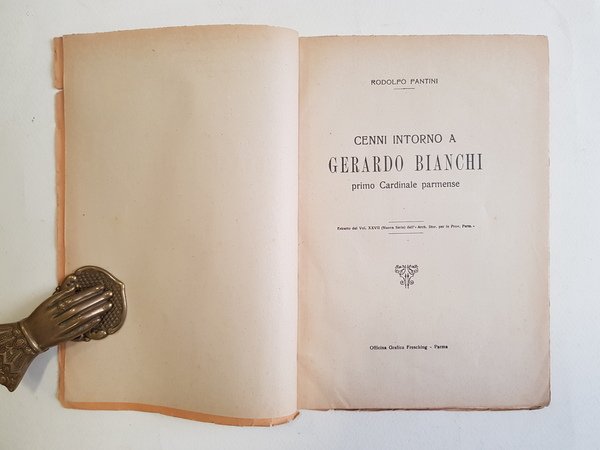 RODOLFO FANTINI
CENNI INTORNO A
GERARDO BIANCHI
primo Cardinale parmense
Estratto dal Vol. XXVII (Nuova Serie) dell'« Arch. Stor. per le Prov. Parm. »
Officina Grafica Fresching - Parma